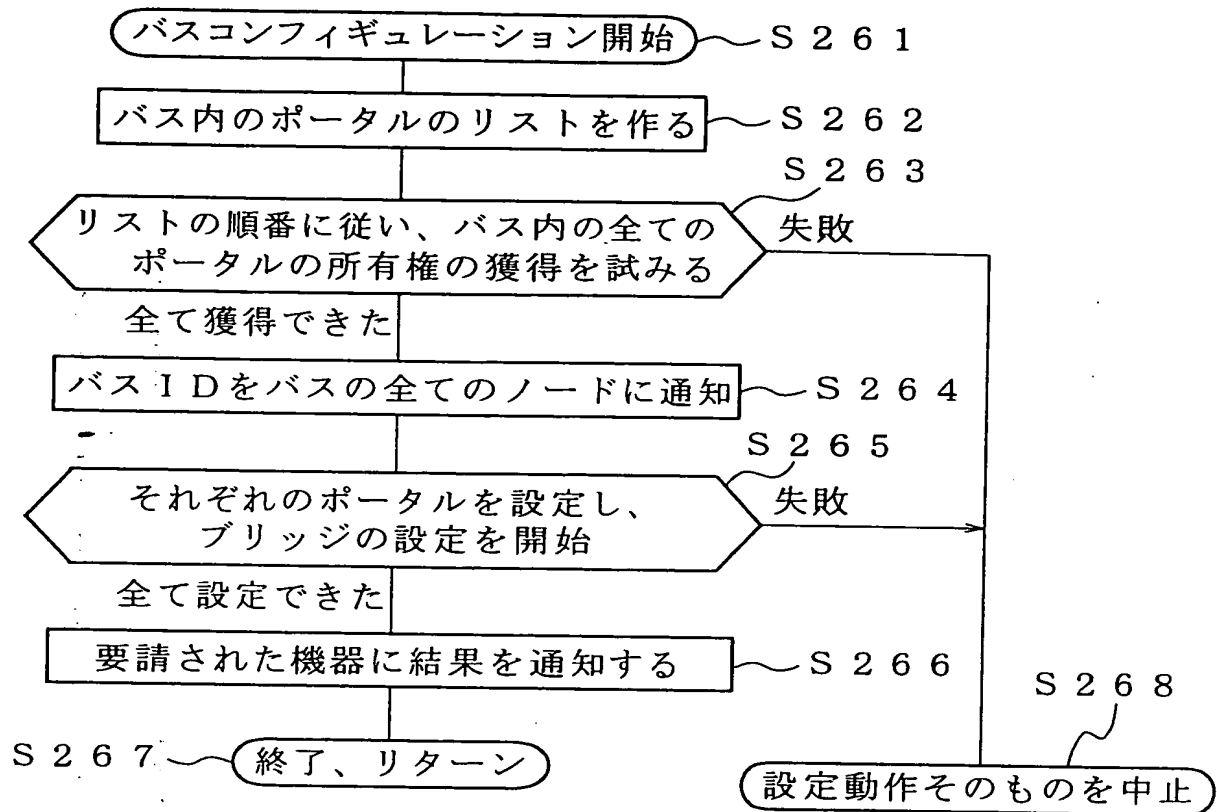 バスコンフィギュレーション開始 S261
バス内のポータルのリストを作る S262
S263
リストの順番に従い、バス内の全ての
ポータルの所有権の獲得を試みる
失敗
全て獲得できた
バスIDをバスの全てのノードに通知 S264
S265
それぞれのポータルを設定し、
ブリッジの設定を開始
失敗
全て設定できた
要請された機器に結果を通知する S266
S267 終了、リターン
S268
設定動作そのものを中止